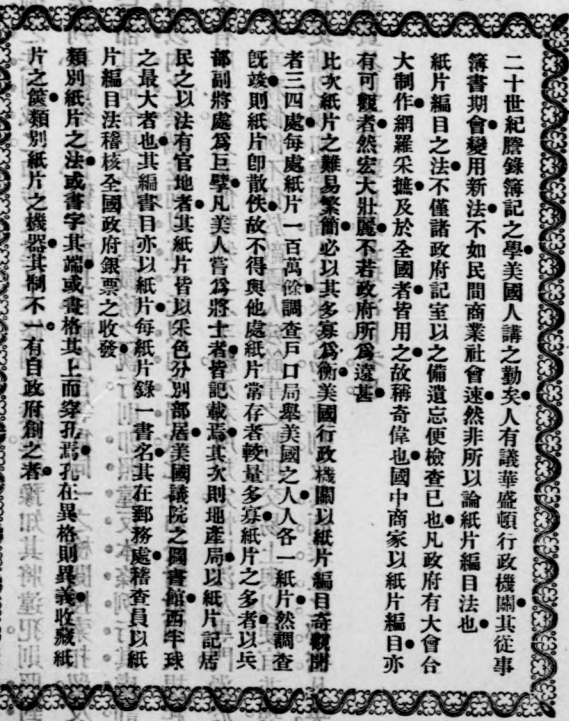 二十世紀謄錄簿記之學美國人講之勤矣人有議華盛頓行政機關其從事
簿書期會變用新法不如民間商業社會速然非所以論紙片編目法也
紙片編目之法不僅諸政府記室以之備遺忘便檢查已也凡政府有大會台
大制作網羅采摭及於全國者皆用之故稱奇偉也國中商家以紙片編目亦
有可觀者然宏大壯麗不若政府所爲遠甚
比次紙片之難易繁簡必以其多寡爲衡美國行政機關以紙片編目奇觀聞
者三四處每處紙片一百萬餘調查戶口局舉美國之人人各一紙片然調查
旣竣則紙片卽散佚故不得與他處紙片常存者較量多寡紙片之多者以兵
部副將處爲巨擘凡美人嘗爲將士者皆記載焉其次則地產局以紙片記居
民之以法有官地者其紙片皆以采色分別部居美國議院之圖書館西半球
之最大者也其編書目亦以紙片每紙片錄一書名其在郵務處稽查員以紙
片編目法稽核全國政府銀票之收發
類別紙片之法或書字其端或畫格其上而穿孔焉孔在異格則異義收藏紙
片之篋類別紙片之機器其制不一有自政府創之者